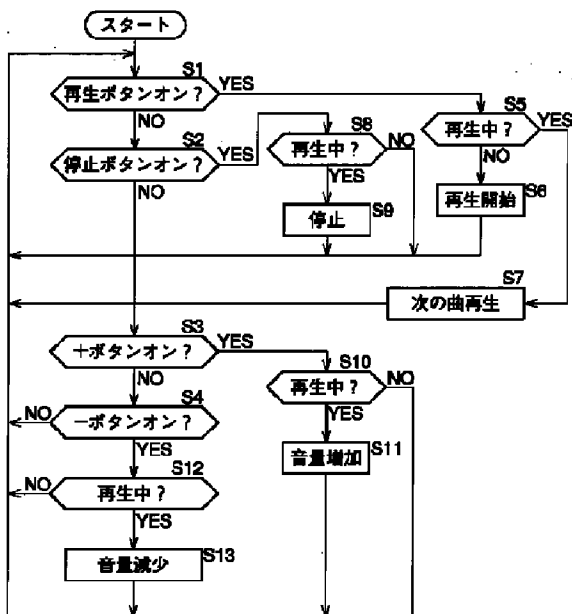 スタート
S1
再生ボタンオン？
YES
NO
S5
再生中？
YES
NO
S2
停止ボタンオン？
YES
NO
S8
再生中？
NO
YES
再生開始
S6
停止
S9
S7
次の曲再生
S3
＋ボタンオン？
YES
NO
S10
再生中？
NO
YES
S4
NO
−ボタンオン？
YES
音量増加
S11
S12
NO
再生中？
YES
音量減少
S13